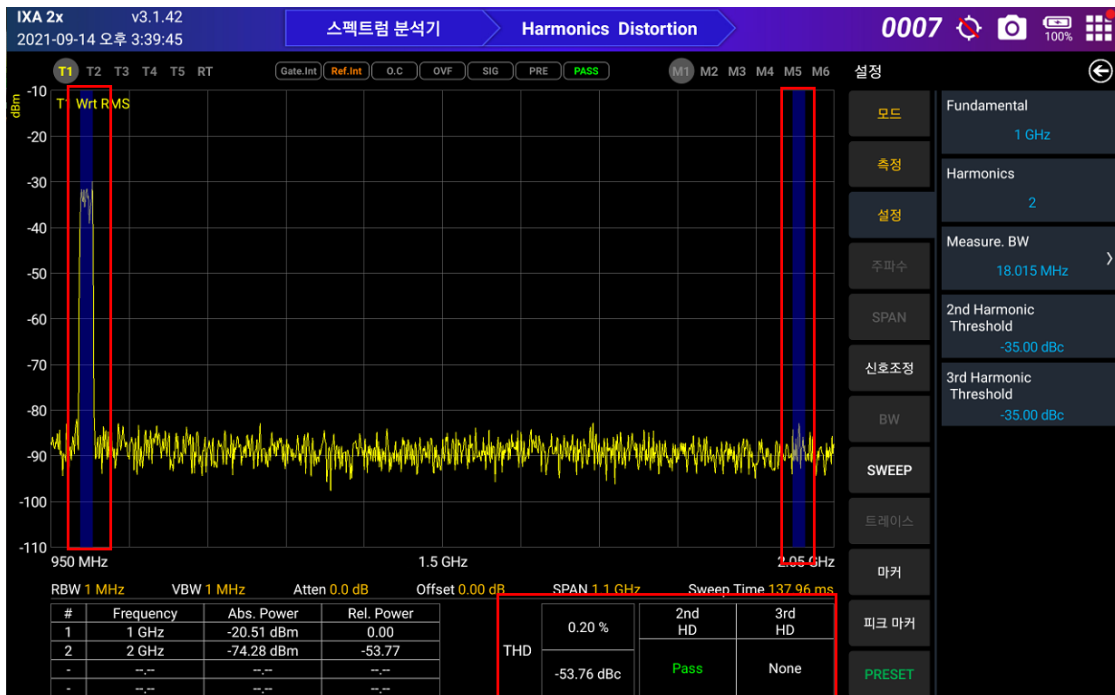 IXA 2x v3.1.42
2021-09-14 오후 3:39:45
스펙트럼 분석기
Harmonics Distortion
0007
100%
T1 T2 T3 T4 T5 RT
Gate.Int Ref.Int O.C OVF SIG PRE PASS
M1 M2 M3 M4 M5 M6
설정
dBm
T1 Wrt RMS
-10
-20
-30
-40
-50
-60
-70
-80
-90
-100
-110
950 MHz 1.5 GHz 2.05 GHz
RBW 1 MHz VBW 1 MHz Atten 0.0 dB Offset 0.00 dB SPAN 1.1 GHz Sweep Time 137.96 ms
# Frequency Abs. Power Rel. Power
1 1 GHz -20.51 dBm 0.00
2 2 GHz -74.28 dBm -53.77
- --.-- --.-- --.--
- --.-- --.-- --.--
THD
0.20 %
-53.76 dBc
2nd
HD
3rd
HD
Pass
None
모드
측정
설정
주파수
SPAN
신호조정
BW
SWEEP
트레이스
마커
피크 마커
PRESET
Fundamental
1 GHz
Harmonics
2
Measure. BW
18.015 MHz
2nd Harmonic
Threshold
-35.00 dBc
3rd Harmonic
Threshold
-35.00 dBc